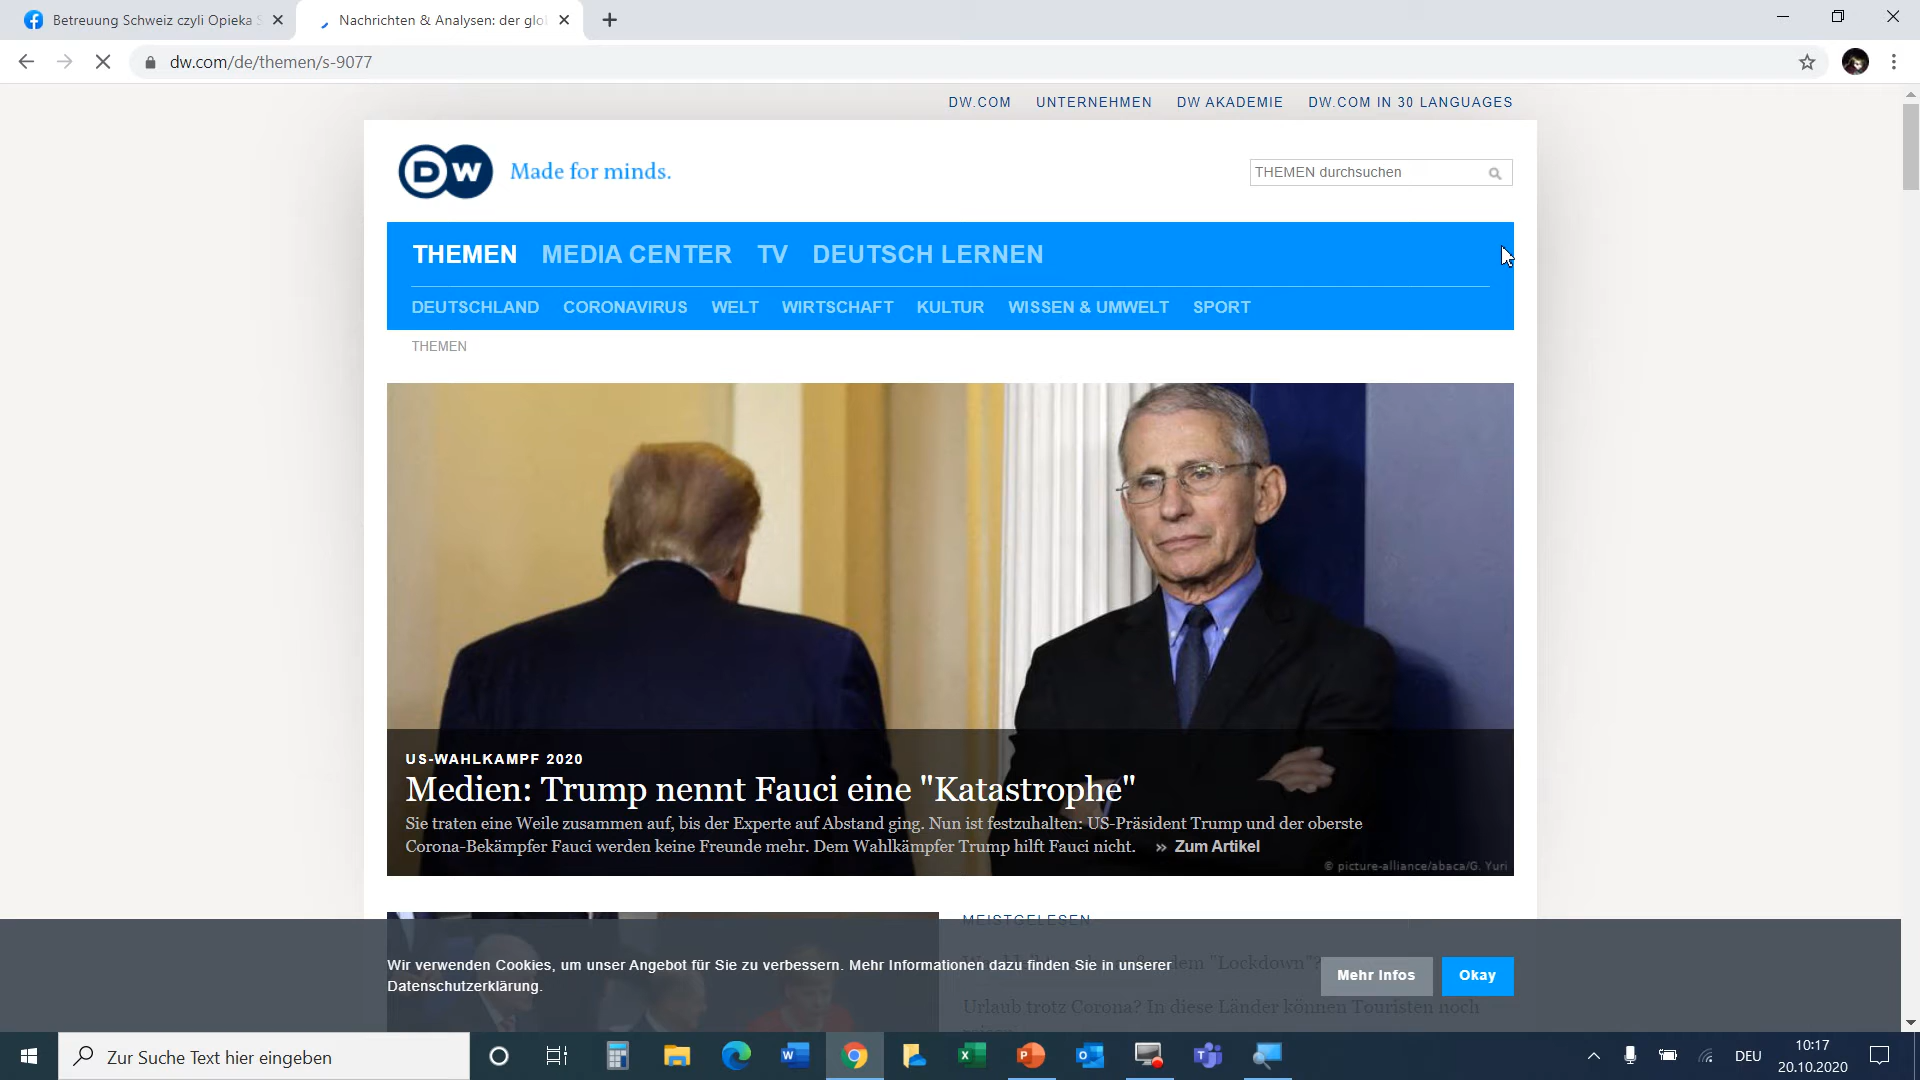 Betreuung Schweiz czyli Opieka S
Nachrichten & Analysen: der glo
dw.com/de/themen/s-9077
DW.COM UNTERNEHMEN DW AKADEMIE DW.COM IN 30 LANGUAGES
DW Made for minds.
THEMEN durchsuchen
THEMEN MEDIA CENTER TV DEUTSCH LERNEN
DEUTSCHLAND CORONAVIRUS WELT WIRTSCHAFT KULTUR WISSEN & UMWELT SPORT
THEMEN
US-WAHLKAMPF 2020
Medien: Trump nennt Fauci eine "Katastrophe"
Sie traten eine Weile zusammen auf, bis der Experte auf Abstand ging. Nun ist festzuhalten: US-Präsident Trump und der oberste
Corona-Bekämpfer Fauci werden keine Freunde mehr. Dem Wahlkämpfer Trump hilft Fauci nicht. » Zum Artikel
© picture-alliance/abaca/G. Yuri
MEISTGELESEN
"Lockdown"?
Wir verwenden Cookies, um unser Angebot für Sie zu verbessern. Mehr Informationen dazu finden Sie in unserer
Datenschutzerklärung.
Mehr Infos Okay
Urlaub trotz Corona? In diese Länder können Touristen noch
Zur Suche Text hier eingeben
DEU
10:17
20.10.2020